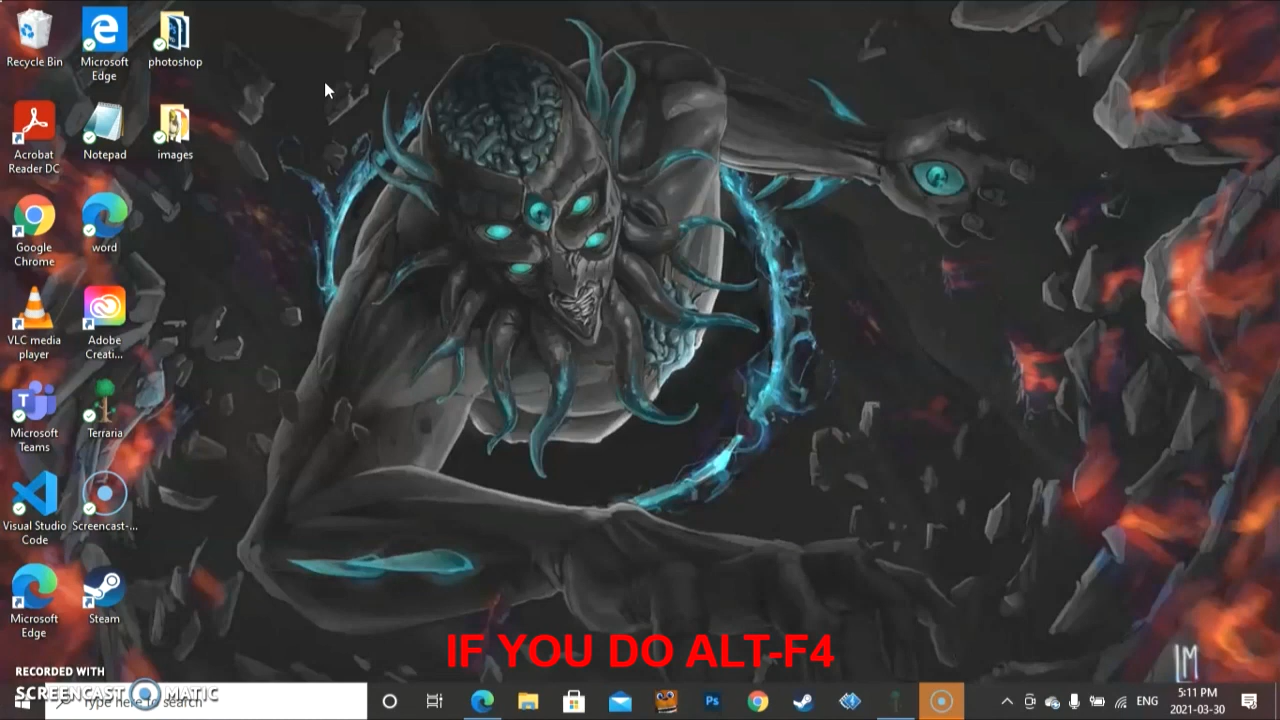 Recycle Bin
Microsoft Edge
photoshop
Acrobat Reader DC
Notepad
images
Google Chrome
word
VLC media player
Adobe Creati...
Microsoft Teams
Terraria
Visual Studio Code
Screencast-...
Microsoft Edge
Steam
IF YOU DO ALT-F4
LM
RECORDED WITH
SCREENCAST MATIC
Type here to search
Ps
ENG
5:11 PM
2021-03-30